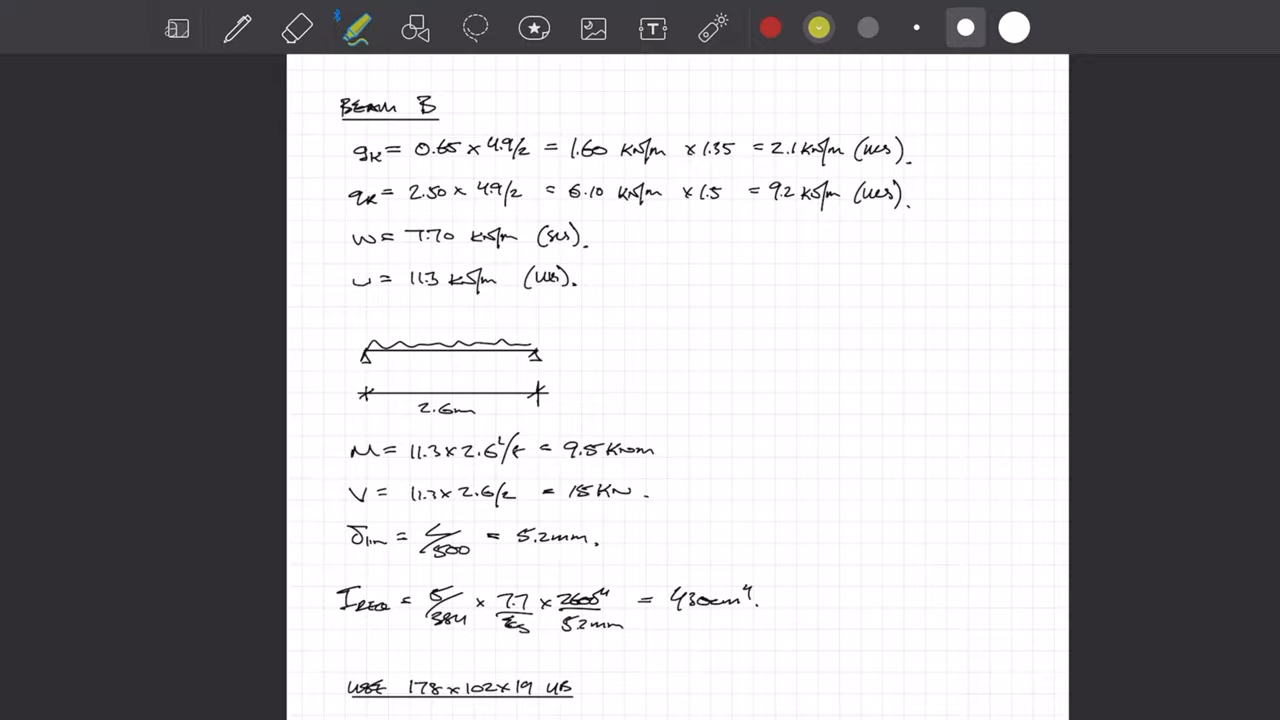 BEAM B
gk = 0.65 x 4.9/2 = 1.60 kN/m x 1.35 = 2.1 kN/m (ULS).
qk = 2.50 x 4.9/2 = 6.10 kN/m x 1.5 = 9.2 kN/m (ULS).
W = 7.70 kN/m (SLS).
U = 11.3 kN/m (ULS).
2.6m
M = 11.3 x 2.6²/8 = 9.5 KNm
V = 11.3 x 2.6/2 = 15 KN.
δlim = L/500 = 5.2mm.
IREQ = 5/384 x 7.7/Es x 2600⁴/5.2mm = 430cm⁴.
USE 178 x 102 x 19 UB